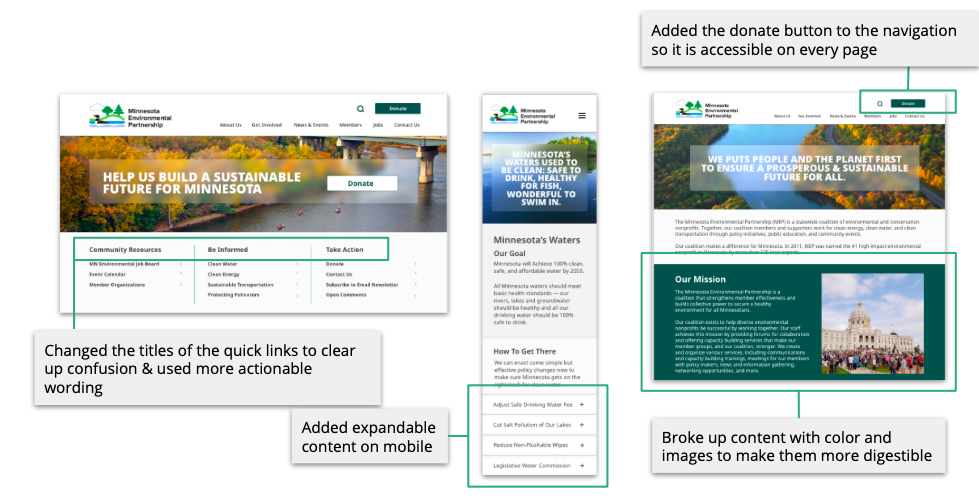 Added the donate button to the navigation
so it is accessible on every page
Minnesota
Environmental
Partnership
Donate
About Us
Get Involved
News & Events
Members
Jobs
Contact Us
HELP US BUILD A SUSTAINABLE
FUTURE FOR MINNESOTA
Donate
Community Resources
Be Informed
Take Action
MN Environmental Job Board
Clean Water
Donate
Event Calendar
Clean Energy
Contact Us
Member Organizations
Sustainable Transportation
Subscribe to Email Newsletter
Protecting Pollinators
Open Comments
Changed the titles of the quick links to clear
up confusion & used more actionable
wording
Minnesota
Environmental
Partnership
MINNESOTA'S
WATERS USED TO
BE CLEAN: SAFE TO
DRINK, HEALTHY
FOR FISH,
WONDERFUL TO
SWIM IN.
Minnesota's Waters
Our Goal
Minnesota will Achieve 100% clean,
safe, and affordable water by 2050.
All Minnesota waters should meet
basic health standards — our
rivers, lakes and groundwater
should be healthy and all our
drinking water should be 100%
safe to drink.
How To Get There
We can enact some simple but
effective policy changes now to
make sure Minnesota gets on the
right track for clean water.
Adjust Safe Drinking Water Fee +
Cut Salt Pollution of Our Lakes +
Reduce Non-Flushable Wipes +
Legislative Water Commission +
Added expandable
content on mobile
Minnesota
Environmental
Partnership
Donate
About Us
Get Involved
News & Events
Members
Jobs
Contact Us
WE PUTS PEOPLE AND THE PLANET FIRST
TO ENSURE A PROSPEROUS & SUSTAINABLE
FUTURE FOR ALL.
The Minnesota Environmental Partnership (MEP) is a statewide coalition of environmental and conservation
nonprofits. Together, our coalition members and supporters work for clean energy, clean water, and clean
transportation through policy initiatives, public education, and community events.
Our coalition makes a difference for Minnesota. In 2011, MEP was named the #1 high-impact environmental
nonprofit in Minnesota by more than
Our Mission
The Minnesota Environmental Partnership is a
coalition that strengthens member effectiveness and
builds collective power to secure a healthy
environment for all Minnesotans.
Our coalition exists to help diverse environmental
nonprofits be successful by working together. Our staff
achieves this mission by providing forums for collaboration
and offering capacity building services that make our
member groups, and our coalition, stronger. We create
and organize various services, including communications
and capacity building trainings, meetings for our members
with policy makers, news and information gathering,
networking opportunities, and more.
Broke up content with color and
images to make them more digestible